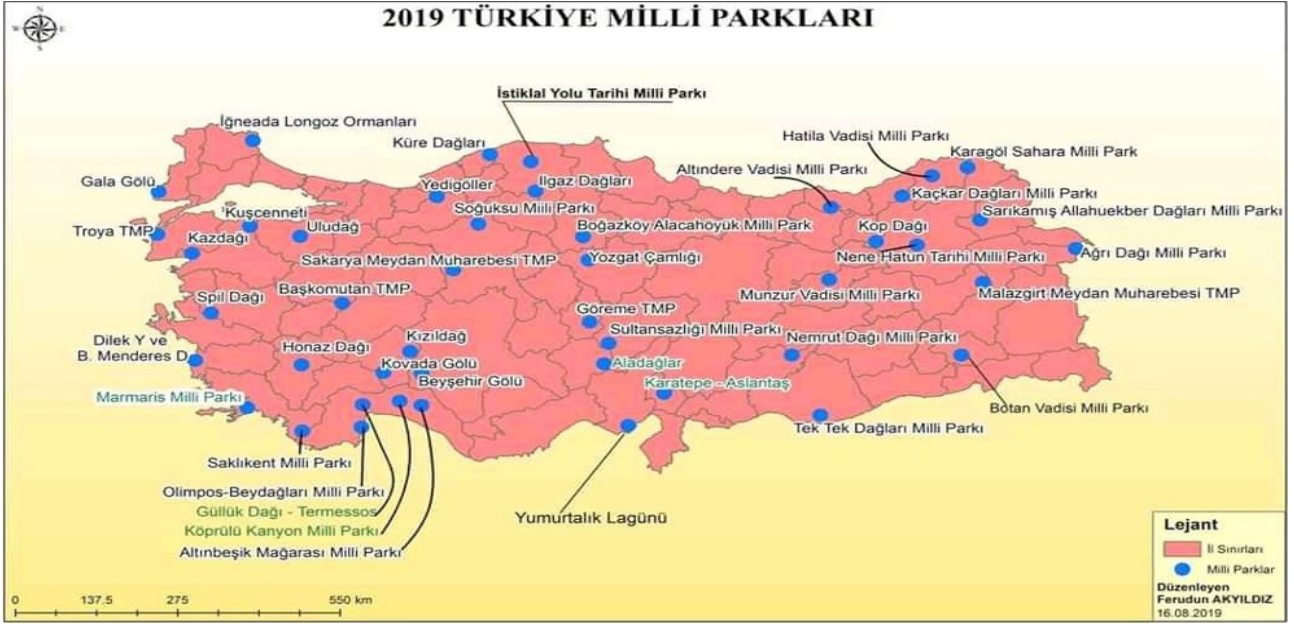 2019 TÜRKİYE MİLLİ PARKLARI
N
W
E
S
İstiklal Yolu Tarihi Milli Parkı
İğneada Longoz Ormanları
Küre Dağları
Hatila Vadisi Milli Parkı
Karagöl Sahara Milli Park
Altındere Vadisi Milli Parkı
Gala Gölü
Yedigöller
Ilgaz Dağları
Kaçkar Dağları Milli Parkı
Kuşcenneti
Soğuksu Milli Parkı
Sarıkamış Allahuekber Dağları Milli Parkı
Troya TMP
Kazdağı
Uludağ
Boğazköy Alacahöyük Milli Park
Kop Dağı
Sakarya Meydan Muharebesi TMP
Yozgat Çamlığı
Nene Hatun Tarihi Milli Parkı
Ağrı Dağı Milli Parkı
Spil Dağı
Başkomutan TMP
Munzur Vadisi Milli Parkı
Malazgirt Meydan Muharebesi TMP
Göreme TMP
Sultansazlığı Milli Parkı
Nemrut Dağı Milli Parkı
Dilek Y ve
B. Menderes D
Honaz Dağı
Kızıldağ
Kovada Gölü
Beyşehir Gölü
Aladağlar
Karatepe - Aslantaş
Marmaris Milli Parkı
Botan Vadisi Milli Parkı
Tek Tek Dağları Milli Parkı
Saklıkent Milli Parkı
Olimpos-Beydağları Milli Parkı
Güllük Dağı - Termessos
Köprülü Kanyon Milli Parkı
Altınbeşik Mağarası Milli Parkı
Yumurtalık Lagünü
Lejant
İl Sınırları
Milli Parklar
Düzenleyen
Ferudun AKYILDIZ
16.08.2019
0 137.5 275 550 km